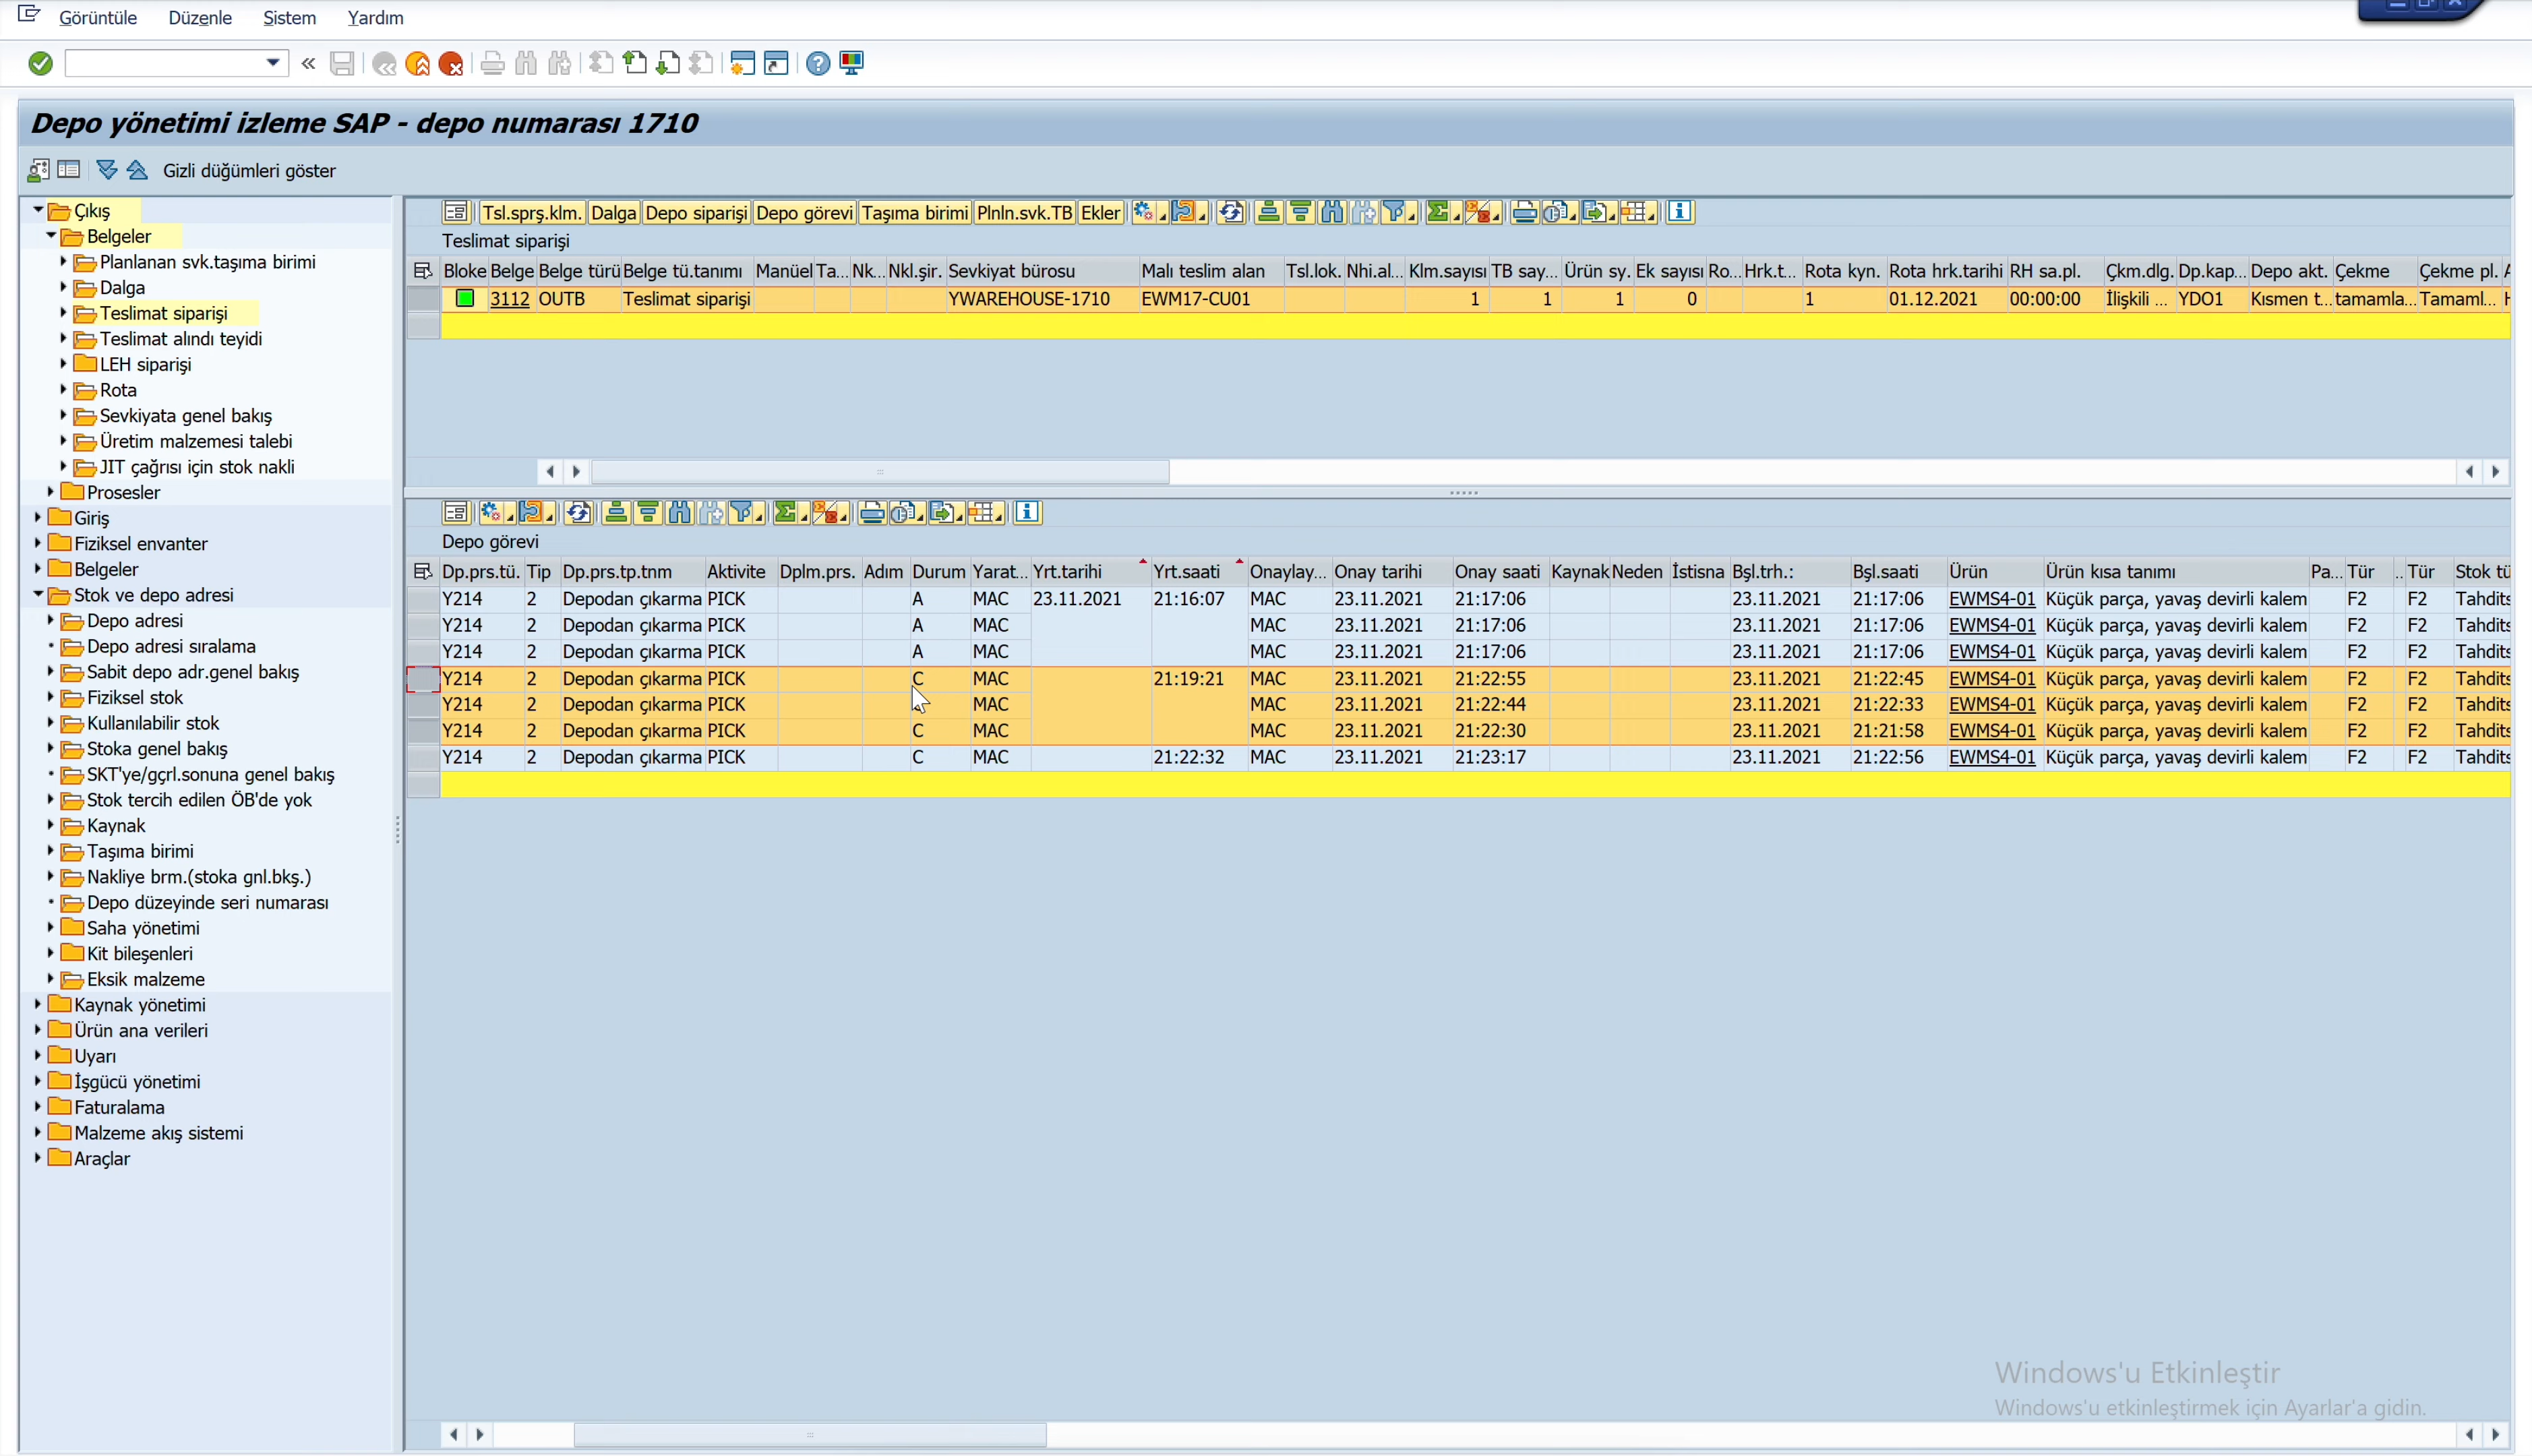 Görüntüle Düzenle Sistem Yardım
Depo yönetimi izleme SAP - depo numarası 1710
Gizli düğümleri göster
Çıkış
Belgeler
Planlanan svk.taşıma birimi
Dalga
Teslimat siparişi
Teslimat alındı teyidi
LEH siparişi
Rota
Sevkiyata genel bakış
Üretim malzemesi talebi
JIT çağrısı için stok nakli
Prosesler
Giriş
Fiziksel envanter
Belgeler
Stok ve depo adresi
Depo adresi
Depo adresi sıralama
Sabit depo adr.genel bakış
Fiziksel stok
Kullanılabilir stok
Stoka genel bakış
SKT'ye/gçrl.sonuna genel bakış
Stok tercih edilen ÖB'de yok
Kaynak
Taşıma birimi
Nakliye brm.(stoka gnl.bkş.)
Depo düzeyinde seri numarası
Saha yönetimi
Kit bileşenleri
Eksik malzeme
Kaynak yönetimi
Ürün ana verileri
Uyarı
İşgücü yönetimi
Faturalama
Malzeme akış sistemi
Araçlar
Tsl.sprş.klm. Dalga Depo siparişi Depo görevi Taşıma birimi Plnln.svk.TB Ekler
Teslimat siparişi
Bloke Belge Belge türü Belge tü.tanımı Manüel Ta... Nk... Nkl.şir. Sevkiyat bürosu Malı teslim alan Tsl.lok. Nhi.al... Klm.sayısı TB say... Ürün sy. Ek sayısı Ro... Hrk.t... Rota kyn. Rota hrk.tarihi RH sa.pl. Çkm.dlg. Dp.kap... Depo akt. Çekme Çekme pl.
3112 OUTB Teslimat siparişi YWAREHOUSE-1710 EWM17-CU01 1 1 1 0 1 01.12.2021 00:00:00 İlişkili ... YDO1 Kısmen t... tamamla... Tamaml...
Depo görevi
Dp.prs.tü. Tip Dp.prs.tp.tnm Aktivite Dplm.prs. Adım Durum Yarat... Yrt.tarihi Yrt.saati Onaylay... Onay tarihi Onay saati Kaynak Neden İstisna Bşl.trh.: Bşl.saati Ürün Ürün kısa tanımı Pa... Tür .. Tür Stok tü
Y214 2 Depodan çıkarma PICK A MAC 23.11.2021 21:16:07 MAC 23.11.2021 21:17:06 23.11.2021 21:17:06 EWMS4-01 Küçük parça, yavaş devirli kalem F2 F2 Tahdits
Y214 2 Depodan çıkarma PICK A MAC MAC 23.11.2021 21:17:06 23.11.2021 21:17:06 EWMS4-01 Küçük parça, yavaş devirli kalem F2 F2 Tahdits
Y214 2 Depodan çıkarma PICK A MAC MAC 23.11.2021 21:17:06 23.11.2021 21:17:06 EWMS4-01 Küçük parça, yavaş devirli kalem F2 F2 Tahdits
Y214 2 Depodan çıkarma PICK C MAC 21:19:21 MAC 23.11.2021 21:22:55 23.11.2021 21:22:45 EWMS4-01 Küçük parça, yavaş devirli kalem F2 F2 Tahdits
Y214 2 Depodan çıkarma PICK MAC MAC 23.11.2021 21:22:44 23.11.2021 21:22:33 EWMS4-01 Küçük parça, yavaş devirli kalem F2 F2 Tahdits
Y214 2 Depodan çıkarma PICK C MAC MAC 23.11.2021 21:22:30 23.11.2021 21:21:58 EWMS4-01 Küçük parça, yavaş devirli kalem F2 F2 Tahdits
Y214 2 Depodan çıkarma PICK C MAC 21:22:32 MAC 23.11.2021 21:23:17 23.11.2021 21:22:56 EWMS4-01 Küçük parça, yavaş devirli kalem F2 F2 Tahdits
Windows'u Etkinleştir
Windows'u etkinleştirmek için Ayarlar'a gidin.